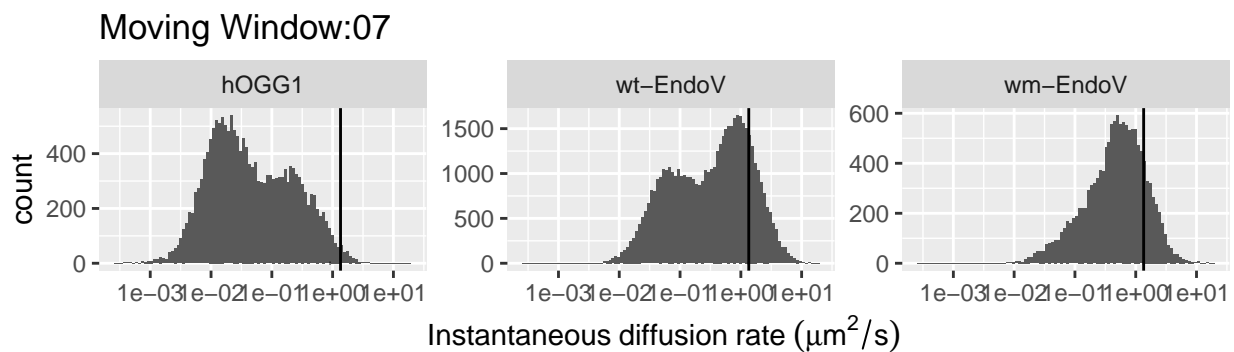 Moving Window:07
hOGG1
wt−EndoV
wm−EndoV
count
400
200
0
1500
1000
500
0
600
400
200
0
1e−03 1e−02 1e−01 1e+00 1e+01
1e−03 1e−02 1e−01 1e+00 1e+01
1e−03 1e−02 1e−01 1e+00 1e+01
Instantaneous diffusion rate (μm²/s)